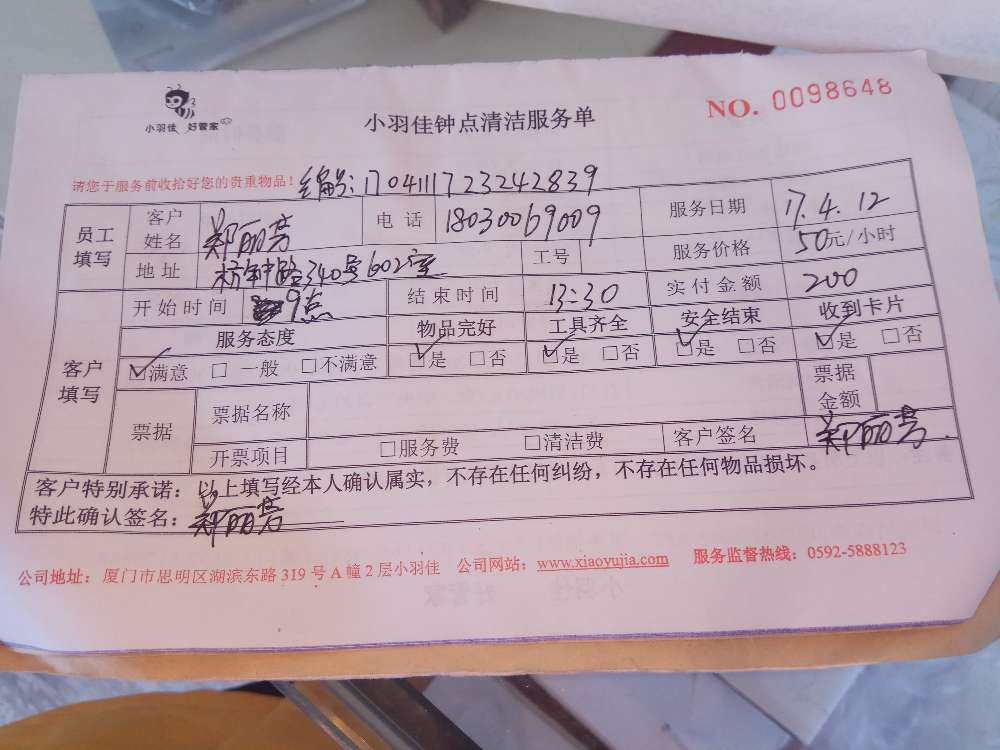 小羽佳 好管家
小羽佳钟点清洁服务单
NO. 0098648
请您于服务前收拾好您的贵重物品! 编号:1704111723242839
员工填写 客户姓名 郑丽亮 电话 18030069009 服务日期 17.4.12
地址 340号602室 工号 服务价格 50元/小时
客户填写 开始时间 9点 结束时间 13:30 实付金额 200
服务态度 物品完好 工具齐全 安全结束 收到卡片
☑满意 □一般 □不满意 ☑是 □否 ☑是 □否 ☑是 □否 ☑是 □否
票据 票据名称 票据金额
开票项目 □服务费 □清洁费 客户签名 郑丽亮
客户特别承诺:以上填写经本人确认属实,不存在任何纠纷,不存在任何物品损坏。
特此确认签名:郑丽亮
公司地址:厦门市思明区湖滨东路319号A幢2层小羽佳 公司网站:www.xiaoyujia.com 服务监督热线:0592-5888123